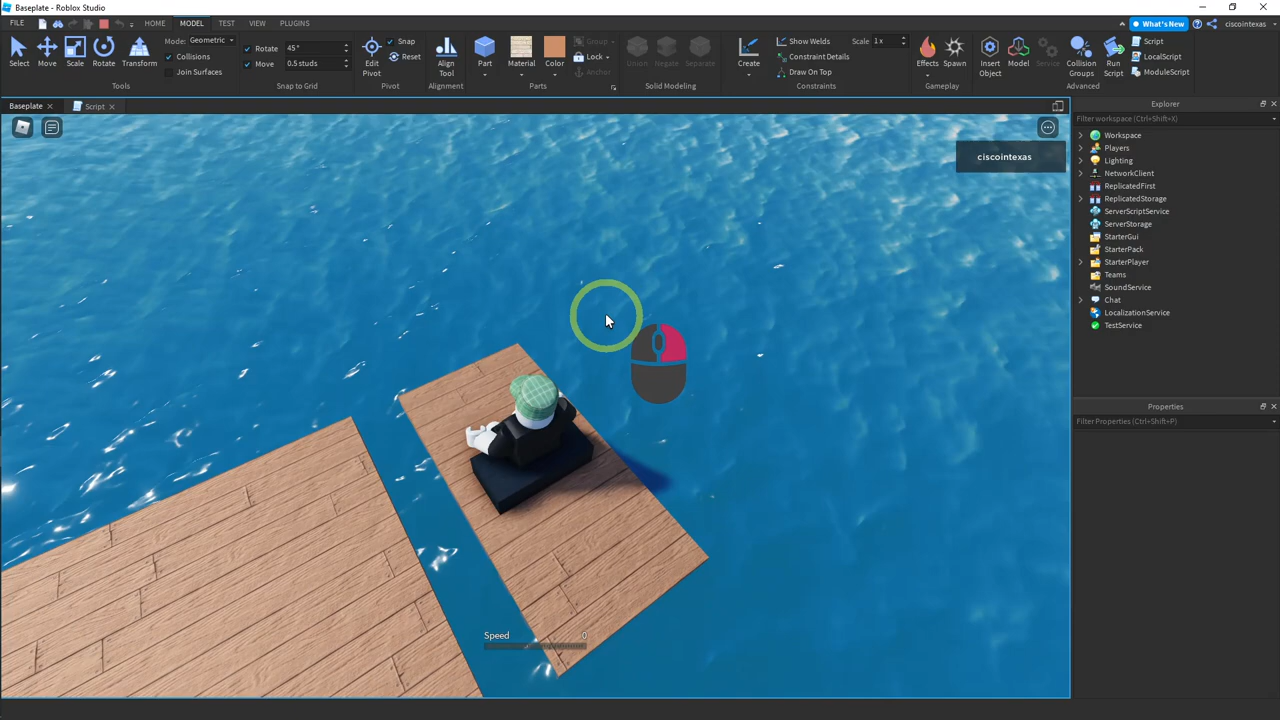 Baseplate - Roblox Studio
FILE HOME MODEL TEST VIEW PLUGINS What's New ciscointexas
Select Move Scale Rotate Transform
Mode: Geometric
Collisions
Join Surfaces
Tools
Rotate 45°
Move 0.5 studs
Snap to Grid
Edit Pivot
Snap
Reset
Pivot
Align Tool
Alignment
Part Material Color
Group
Lock
Anchor
Parts
Union Negate Separate
Solid Modeling
Create
Show Welds
Constraint Details
Draw On Top
Scale 1 x
Constraints
Effects Spawn
Gameplay
Insert Object
Model
Service
Collision Groups
Run Script
Script
LocalScript
ModuleScript
Advanced
Baseplate Script
ciscointexas
Speed 0
Explorer
Filter workspace (Ctrl+Shift+X)
Workspace
Players
Lighting
NetworkClient
ReplicatedFirst
ReplicatedStorage
ServerScriptService
ServerStorage
StarterGui
StarterPack
StarterPlayer
Teams
SoundService
Chat
LocalizationService
TestService
Properties
Filter Properties (Ctrl+Shift+P)